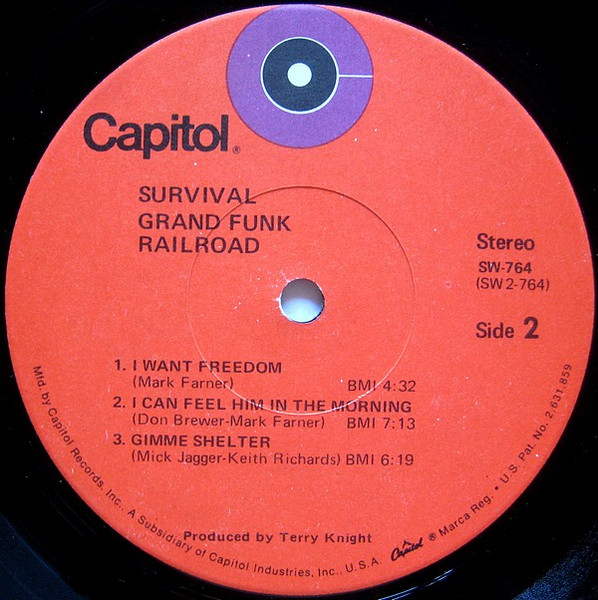 Capitol®
SURVIVAL
GRAND FUNK
RAILROAD
Stereo
SW-764
(SW2-764)
Side 2
1. I WANT FREEDOM
(Mark Farner) BMI 4:32
2. I CAN FEEL HIM IN THE MORNING
(Don Brewer-Mark Farner) BMI 7:13
3. GIMME SHELTER
(Mick Jagger-Keith Richards) BMI 6:19
Produced by Terry Knight
Mfd. by Capitol Records, Inc., A Subsidiary of Capitol Industries, Inc., U.S.A. Capitol ® Marca Reg. • U.S. Pat. No. 2,631,859